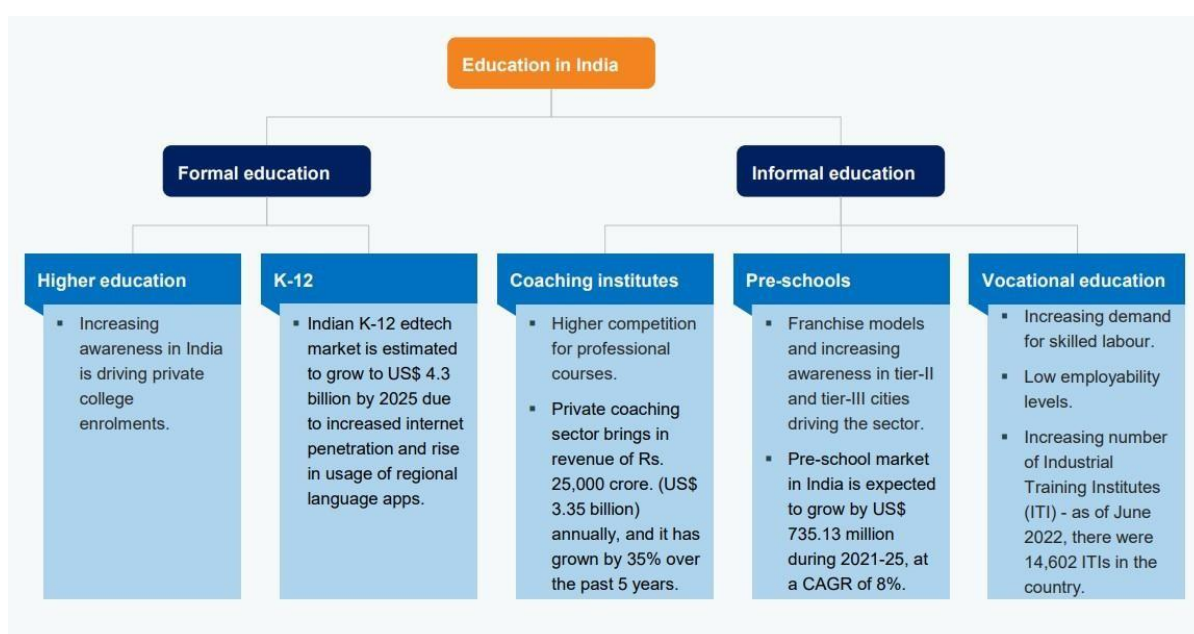 Education in India
Formal education
Informal education
Higher education
▪ Increasing
awareness in India
is driving private
college
enrolments.
K-12
▪ Indian K-12 edtech
market is estimated
to grow to US$ 4.3
billion by 2025 due
to increased internet
penetration and rise
in usage of regional
language apps.
Coaching institutes
▪ Higher competition
for professional
courses.
▪ Private coaching
sector brings in
revenue of Rs.
25,000 crore. (US$
3.35 billion)
annually, and it has
grown by 35% over
the past 5 years.
Pre-schools
▪ Franchise models
and increasing
awareness in tier-II
and tier-III cities
driving the sector.
▪ Pre-school market
in India is expected
to grow by US$
735.13 million
during 2021-25, at
a CAGR of 8%.
Vocational education
▪ Increasing demand
for skilled labour.
▪ Low employability
levels.
▪ Increasing number
of Industrial
Training Institutes
(ITI) - as of June
2022, there were
14,602 ITIs in the
country.